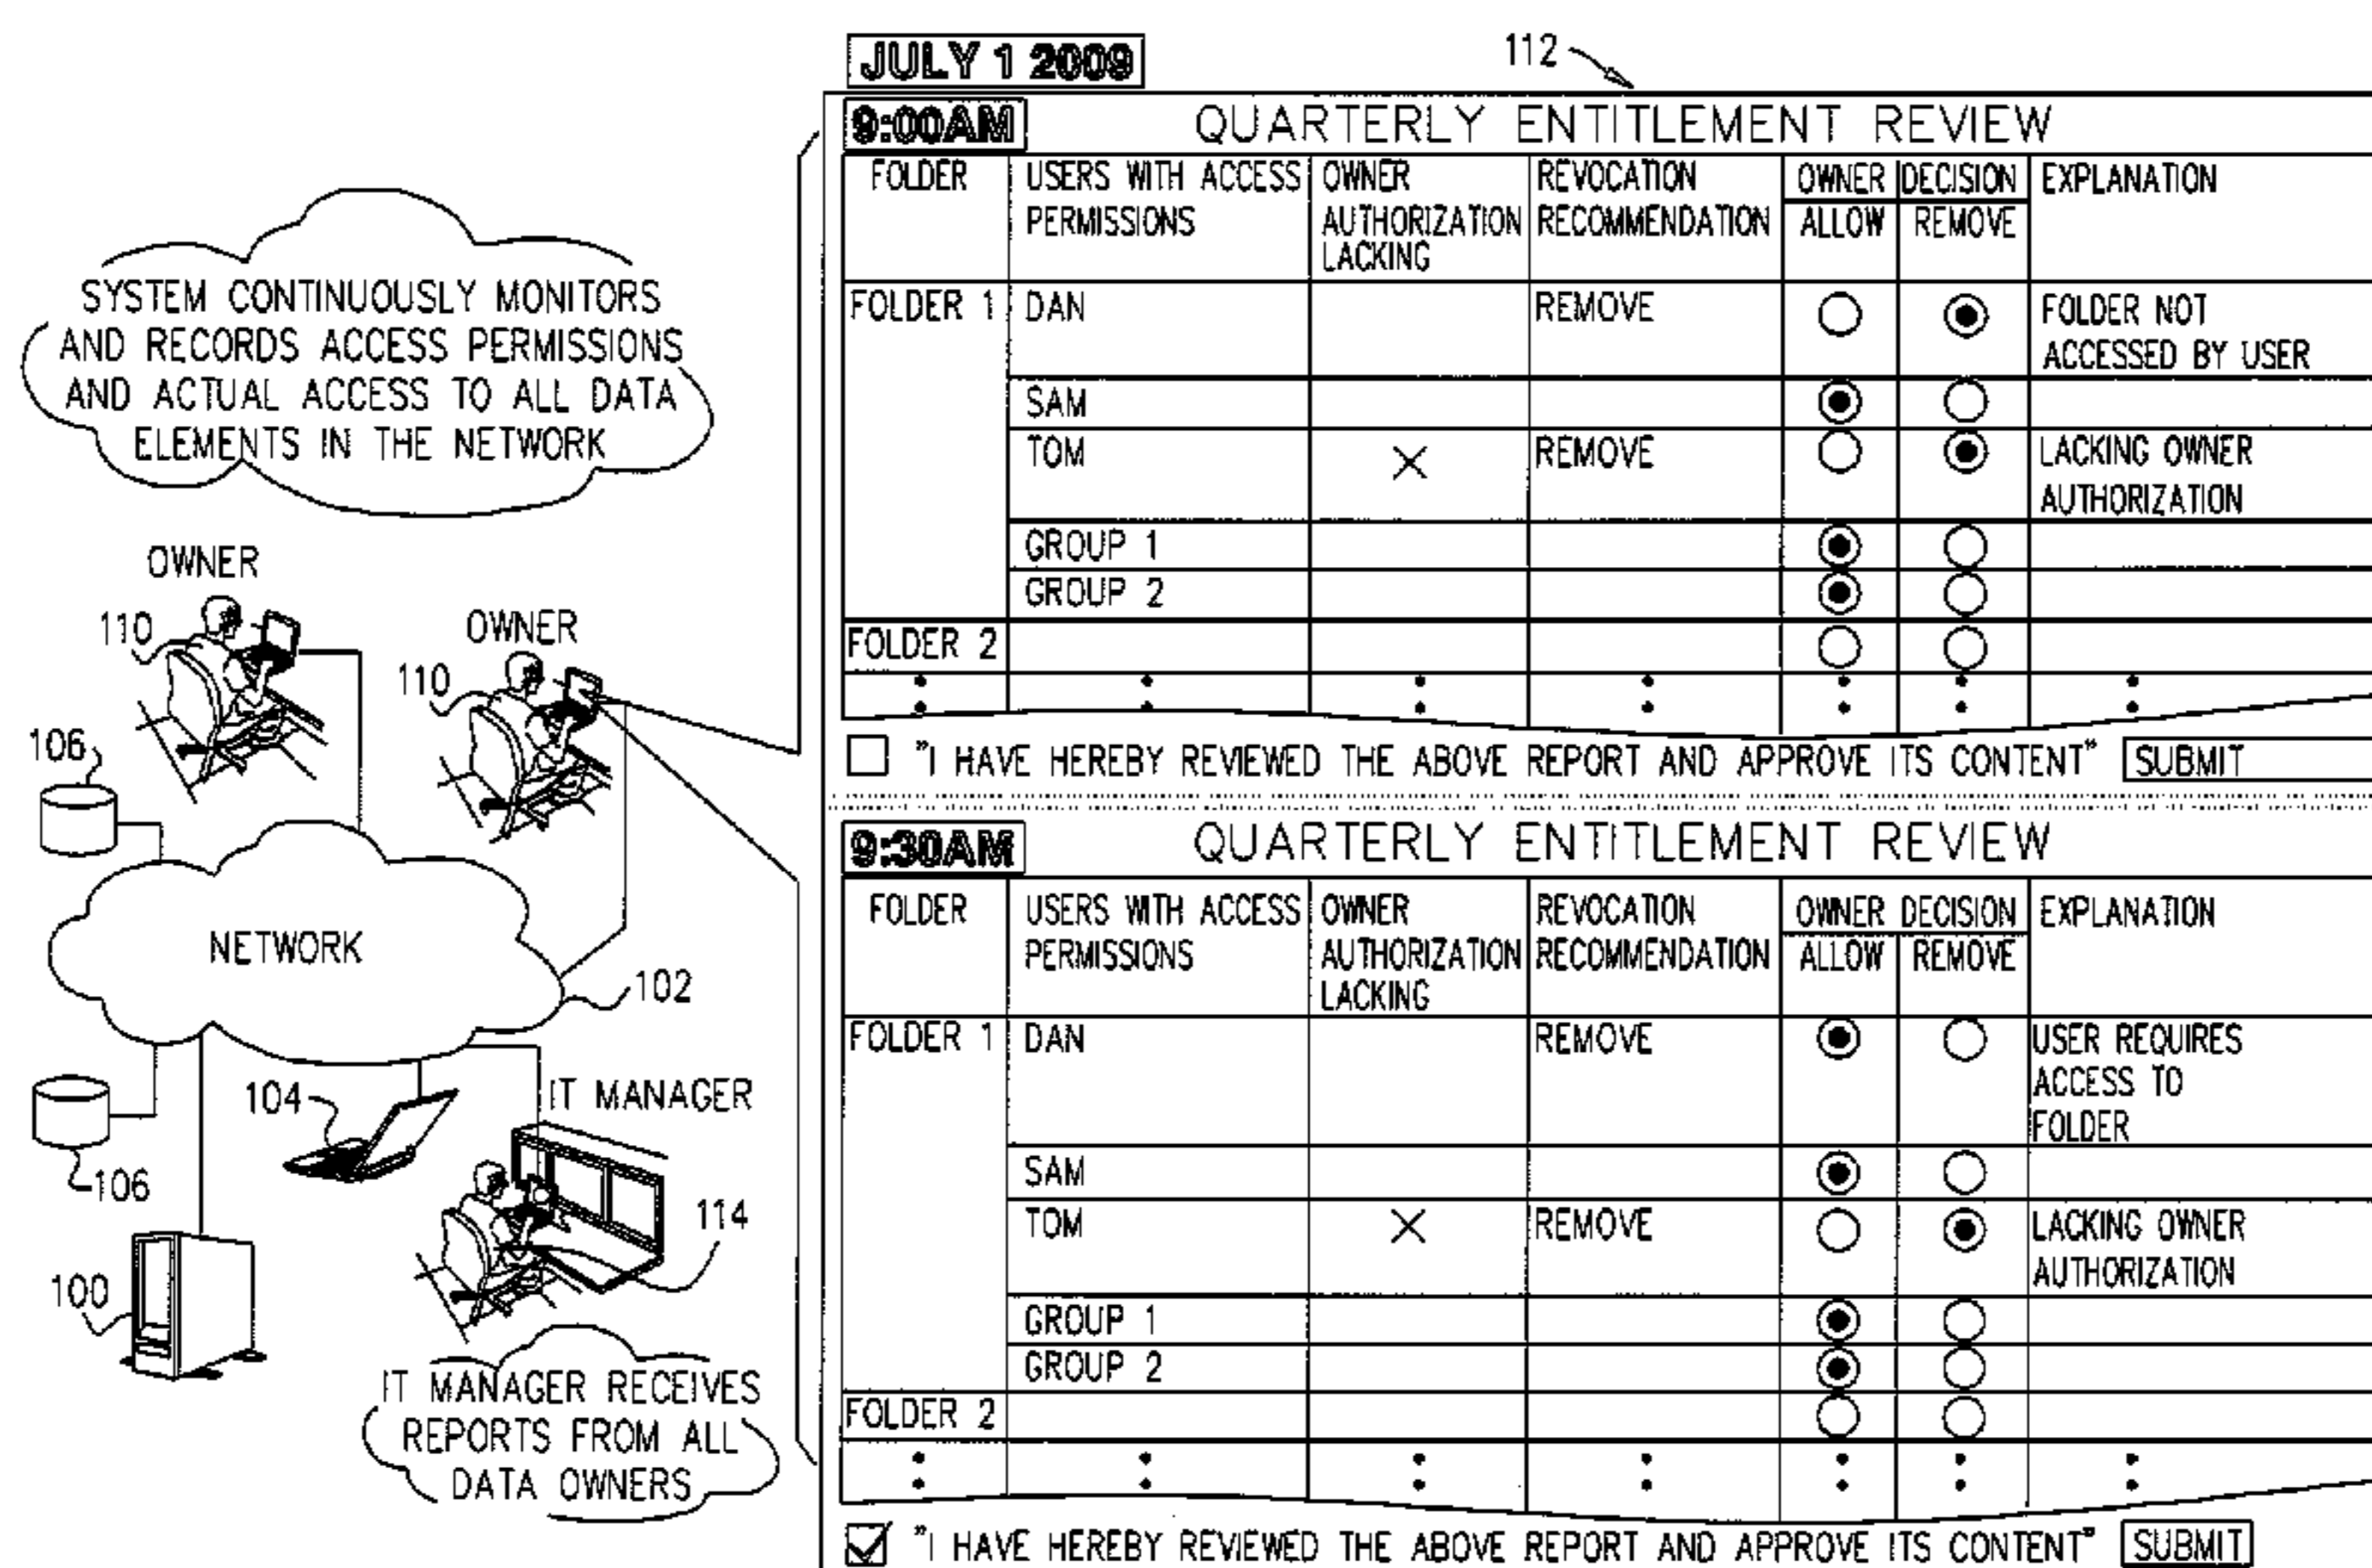 JULY 1 2009
112
9:00AM QUARTERLY ENTITLEMENT REVIEW
FOLDER USERS WITH ACCESS PERMISSIONS OWNER AUTHORIZATION LACKING REVOCATION RECOMMENDATION OWNER DECISION ALLOW REMOVE EXPLANATION
FOLDER 1 DAN REMOVE FOLDER NOT ACCESSED BY USER
SAM
TOM X REMOVE LACKING OWNER AUTHORIZATION
GROUP 1
GROUP 2
FOLDER 2
"I HAVE HEREBY REVIEWED THE ABOVE REPORT AND APPROVE ITS CONTENT" SUBMIT
9:30AM QUARTERLY ENTITLEMENT REVIEW
FOLDER USERS WITH ACCESS PERMISSIONS OWNER AUTHORIZATION LACKING REVOCATION RECOMMENDATION OWNER DECISION ALLOW REMOVE EXPLANATION
FOLDER 1 DAN REMOVE USER REQUIRES ACCESS TO FOLDER
SAM
TOM X REMOVE LACKING OWNER AUTHORIZATION
GROUP 1
GROUP 2
FOLDER 2
"I HAVE HEREBY REVIEWED THE ABOVE REPORT AND APPROVE ITS CONTENT" SUBMIT
SYSTEM CONTINUOUSLY MONITORS
AND RECORDS ACCESS PERMISSIONS
AND ACTUAL ACCESS TO ALL DATA
ELEMENTS IN THE NETWORK
OWNER
110
OWNER
110
106
NETWORK
102
104
IT MANAGER
106
114
100
IT MANAGER RECEIVES
REPORTS FROM ALL
DATA OWNERS